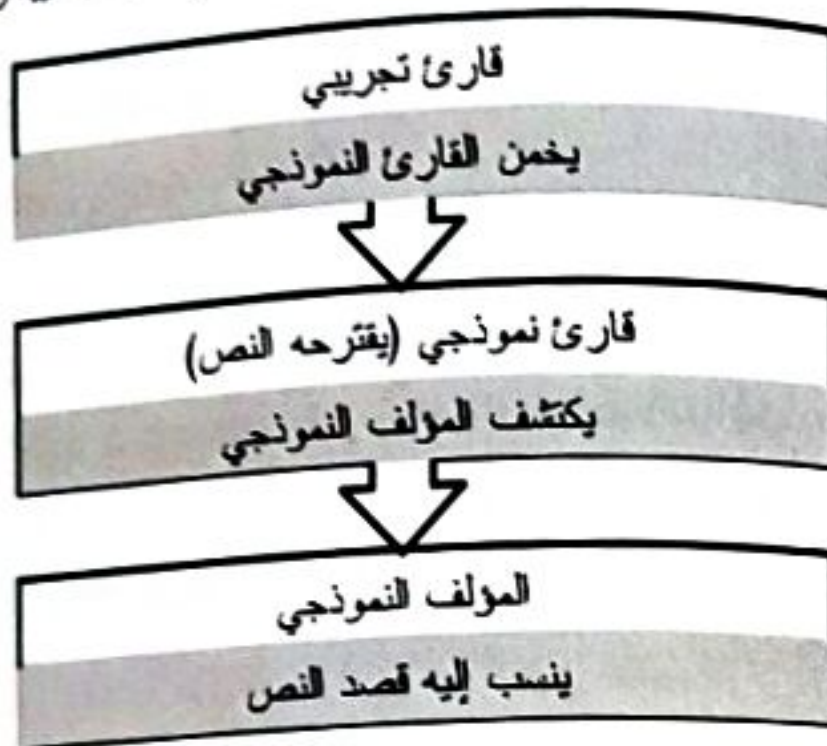 قارئ تجريبي
يخمن القارئ النموذجي
قارئ نموذجي (يقترحه النص)
يكتشف المؤلف النموذجي
المؤلف النموذجي
ينسب إليه قصد النص